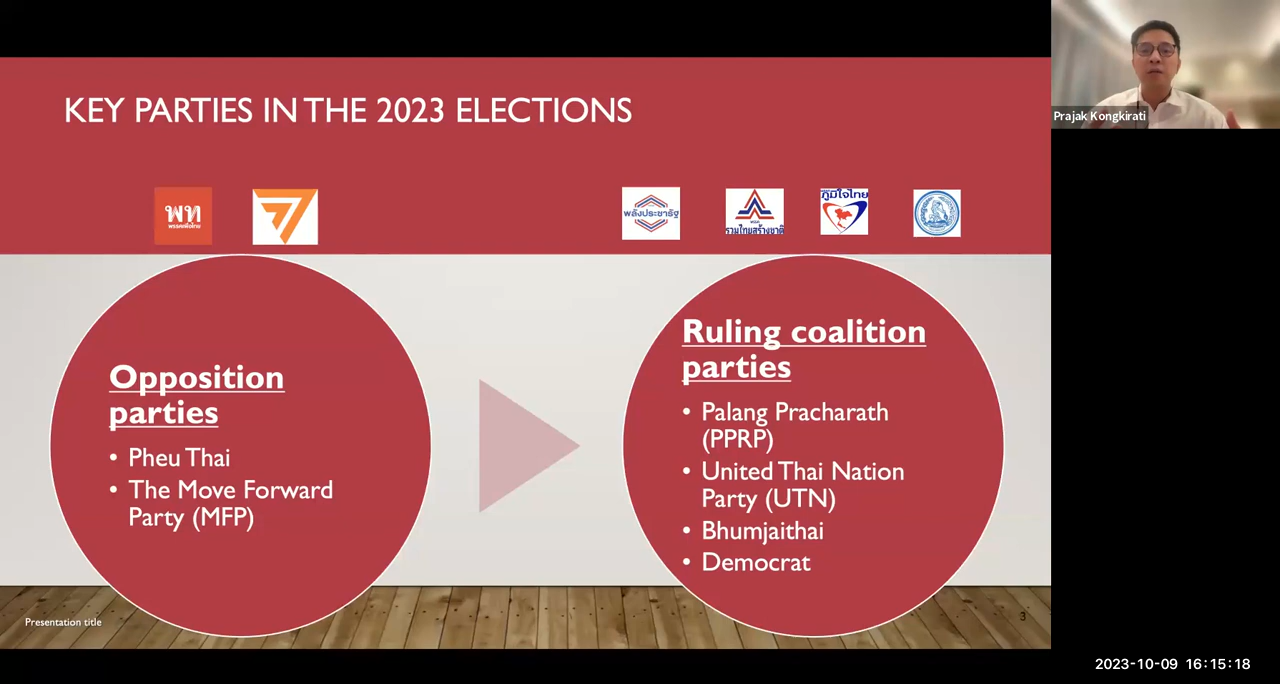 KEY PARTIES IN THE 2023 ELECTIONS
Prajak Kongkirati
พท
พรรคเพื่อไทย
พลังประชารัฐ
พรรค
รวมไทยสร้างชาติ
ภูมิใจไทย
Opposition
parties
• Pheu Thai
• The Move Forward
Party (MFP)
Ruling coalition
parties
• Palang Pracharath
(PPRP)
• United Thai Nation
Party (UTN)
• Bhumjaithai
• Democrat
Presentation title
3
2023-10-09 16:15:18